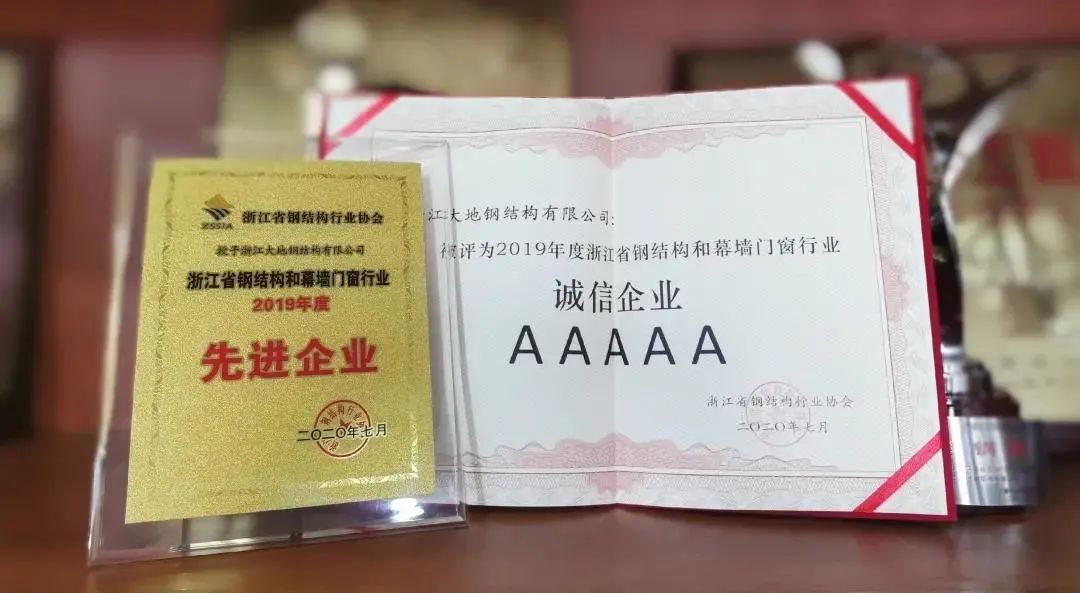 ZSSIA 浙江省钢结构行业协会
授于浙江大地钢结构有限公司
浙江省钢结构和幕墙门窗行业
2019年度
先进企业
二〇二〇年七月
江大地钢结构有限公司:
被评为2019年度浙江省钢结构和幕墙门窗行业
诚信企业
AAAAA
浙江省钢结构行业协会
二〇二〇年七月